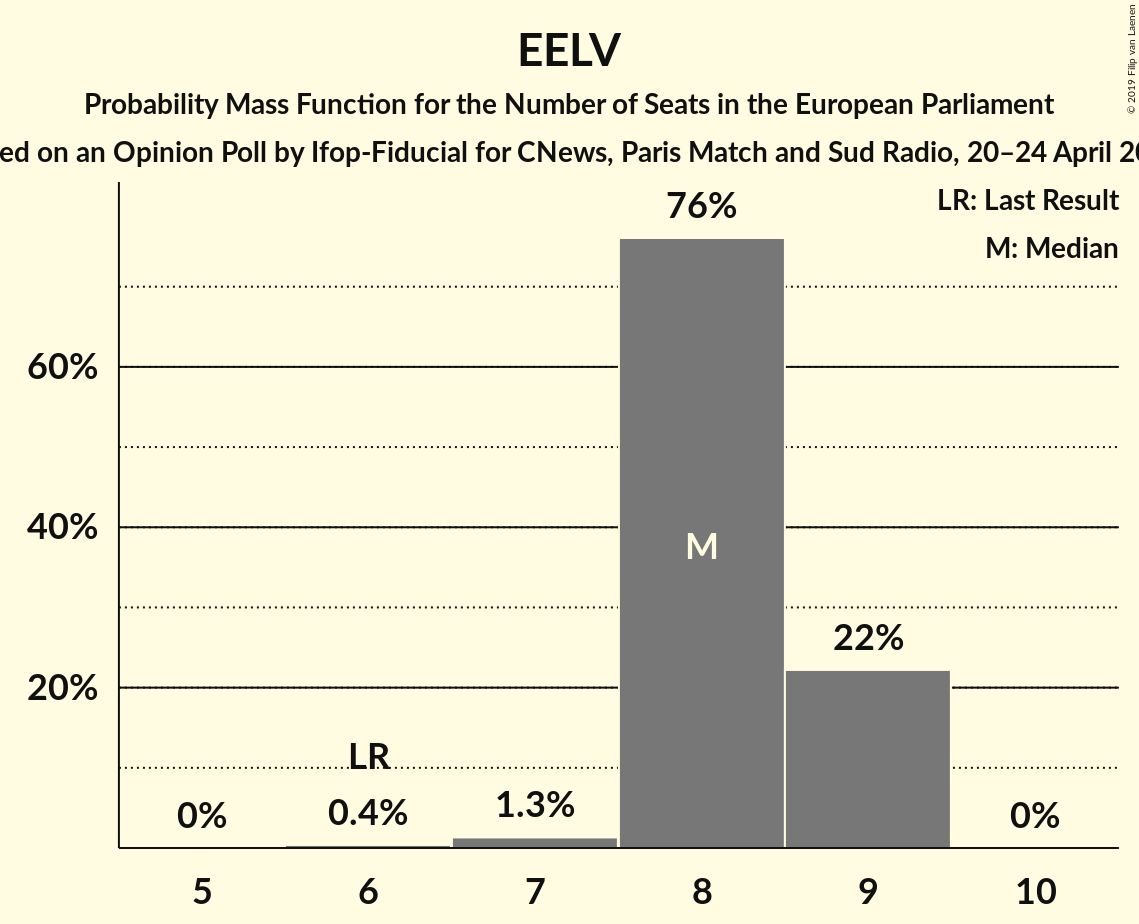 EELV
Probability Mass Function for the Number of Seats in the European Parliament
on an Opinion Poll by Ifop-Fiducial for CNews, Paris Match and Sud Radio, 20–24 April
© 2019 Filip van Laenen
LR: Last Result
M: Median
76%
60%
40%
M
22%
20%
LR
0%
0.4%
1.3%
0%
5
6
7
8
9
10